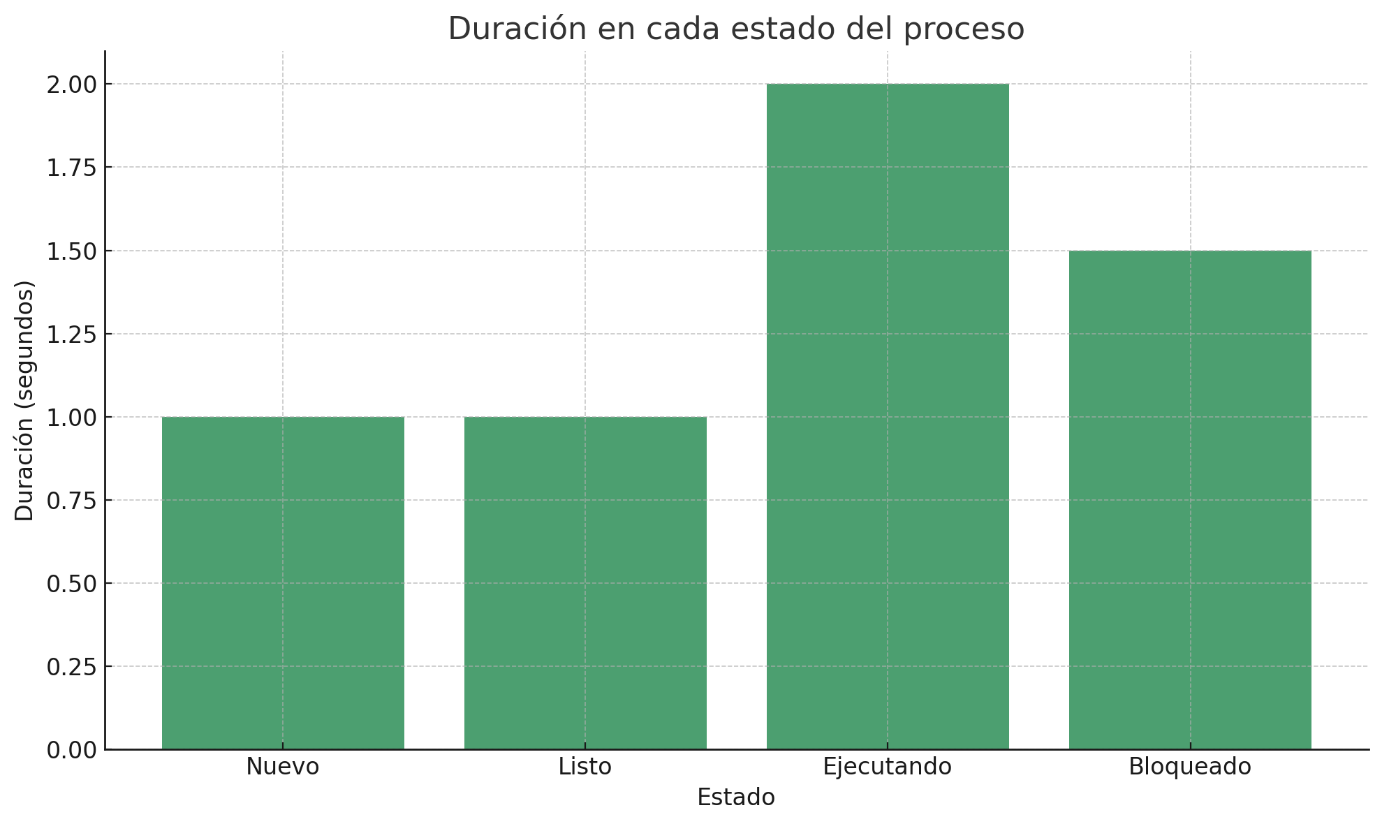 Duración en cada estado del proceso
2.00
1.75
1.50
1.25
1.00
0.75
0.50
0.25
0.00
Duración (segundos)
Nuevo Listo Ejecutando Bloqueado
Estado